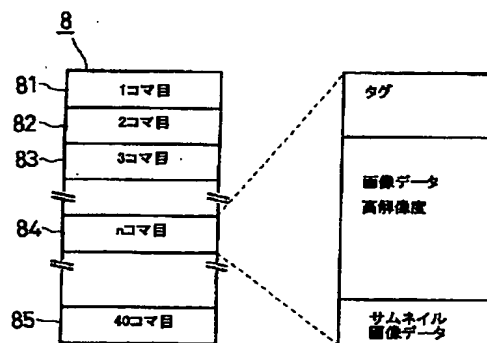 8
81 1コマ目
82 2コマ目
83 3コマ目
84 nコマ目
85 40コマ目
タグ
画像データ
高解像度
サムネイル
画像データ